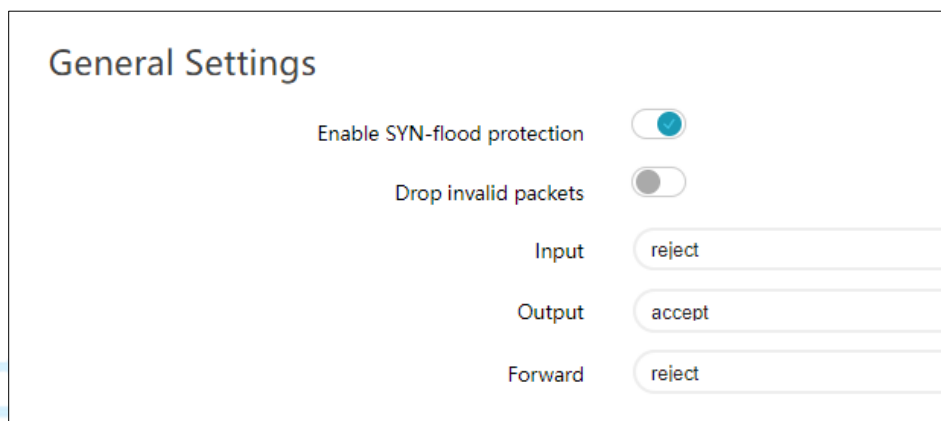 General Settings
Enable SYN-flood protection
Drop invalid packets
Input reject
Output accept
Forward reject